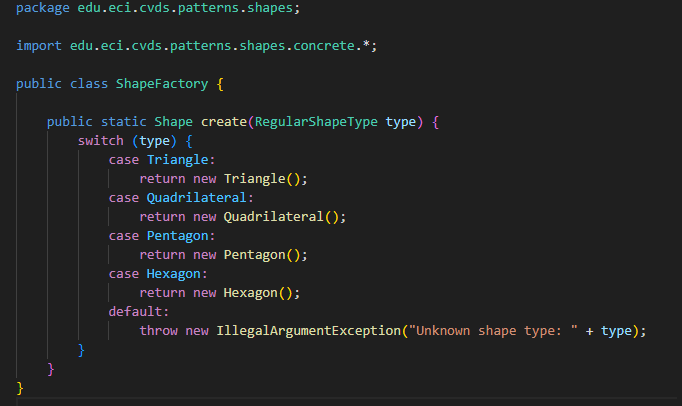 package edu.eci.cvds.patterns.shapes;
import edu.eci.cvds.patterns.shapes.concrete.*;
public class ShapeFactory {
    public static Shape create(RegularShapeType type) {
        switch (type) {
            case Triangle:
                return new Triangle();
            case Quadrilateral:
                return new Quadrilateral();
            case Pentagon:
                return new Pentagon();
            case Hexagon:
                return new Hexagon();
            default:
                throw new IllegalArgumentException("Unknown shape type: " + type);
        }
    }
}